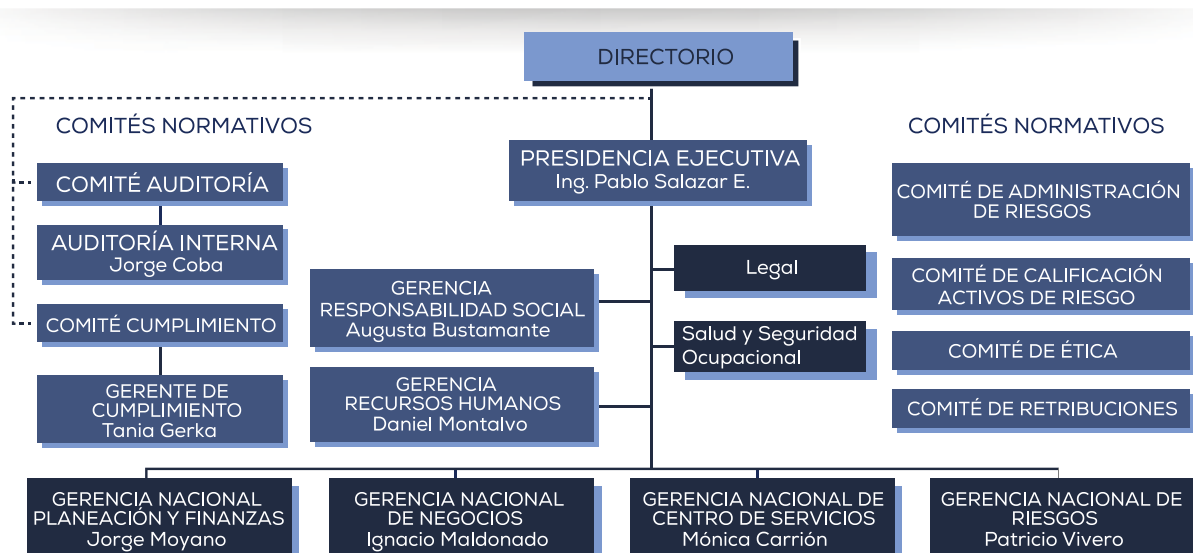 DIRECTORIO
COMITÉS NORMATIVOS
COMITÉ AUDITORÍA
AUDITORÍA INTERNA
Jorge Coba
COMITÉ CUMPLIMIENTO
GERENTE DE
CUMPLIMIENTO
Tania Gerka
PRESIDENCIA EJECUTIVA
Ing. Pablo Salazar E.
GERENCIA
RESPONSABILIDAD SOCIAL
Augusta Bustamante
GERENCIA
RECURSOS HUMANOS
Daniel Montalvo
Legal
Salud y Seguridad
Ocupacional
COMITÉS NORMATIVOS
COMITÉ DE ADMINISTRACIÓN
DE RIESGOS
COMITÉ DE CALIFICACIÓN
ACTIVOS DE RIESGO
COMITÉ DE ÉTICA
COMITÉ DE RETRIBUCIONES
GERENCIA NACIONAL
PLANEACIÓN Y FINANZAS
Jorge Moyano
GERENCIA NACIONAL
DE NEGOCIOS
Ignacio Maldonado
GERENCIA NACIONAL DE
CENTRO DE SERVICIOS
Mónica Carrión
GERENCIA NACIONAL DE
RIESGOS
Patricio Vivero